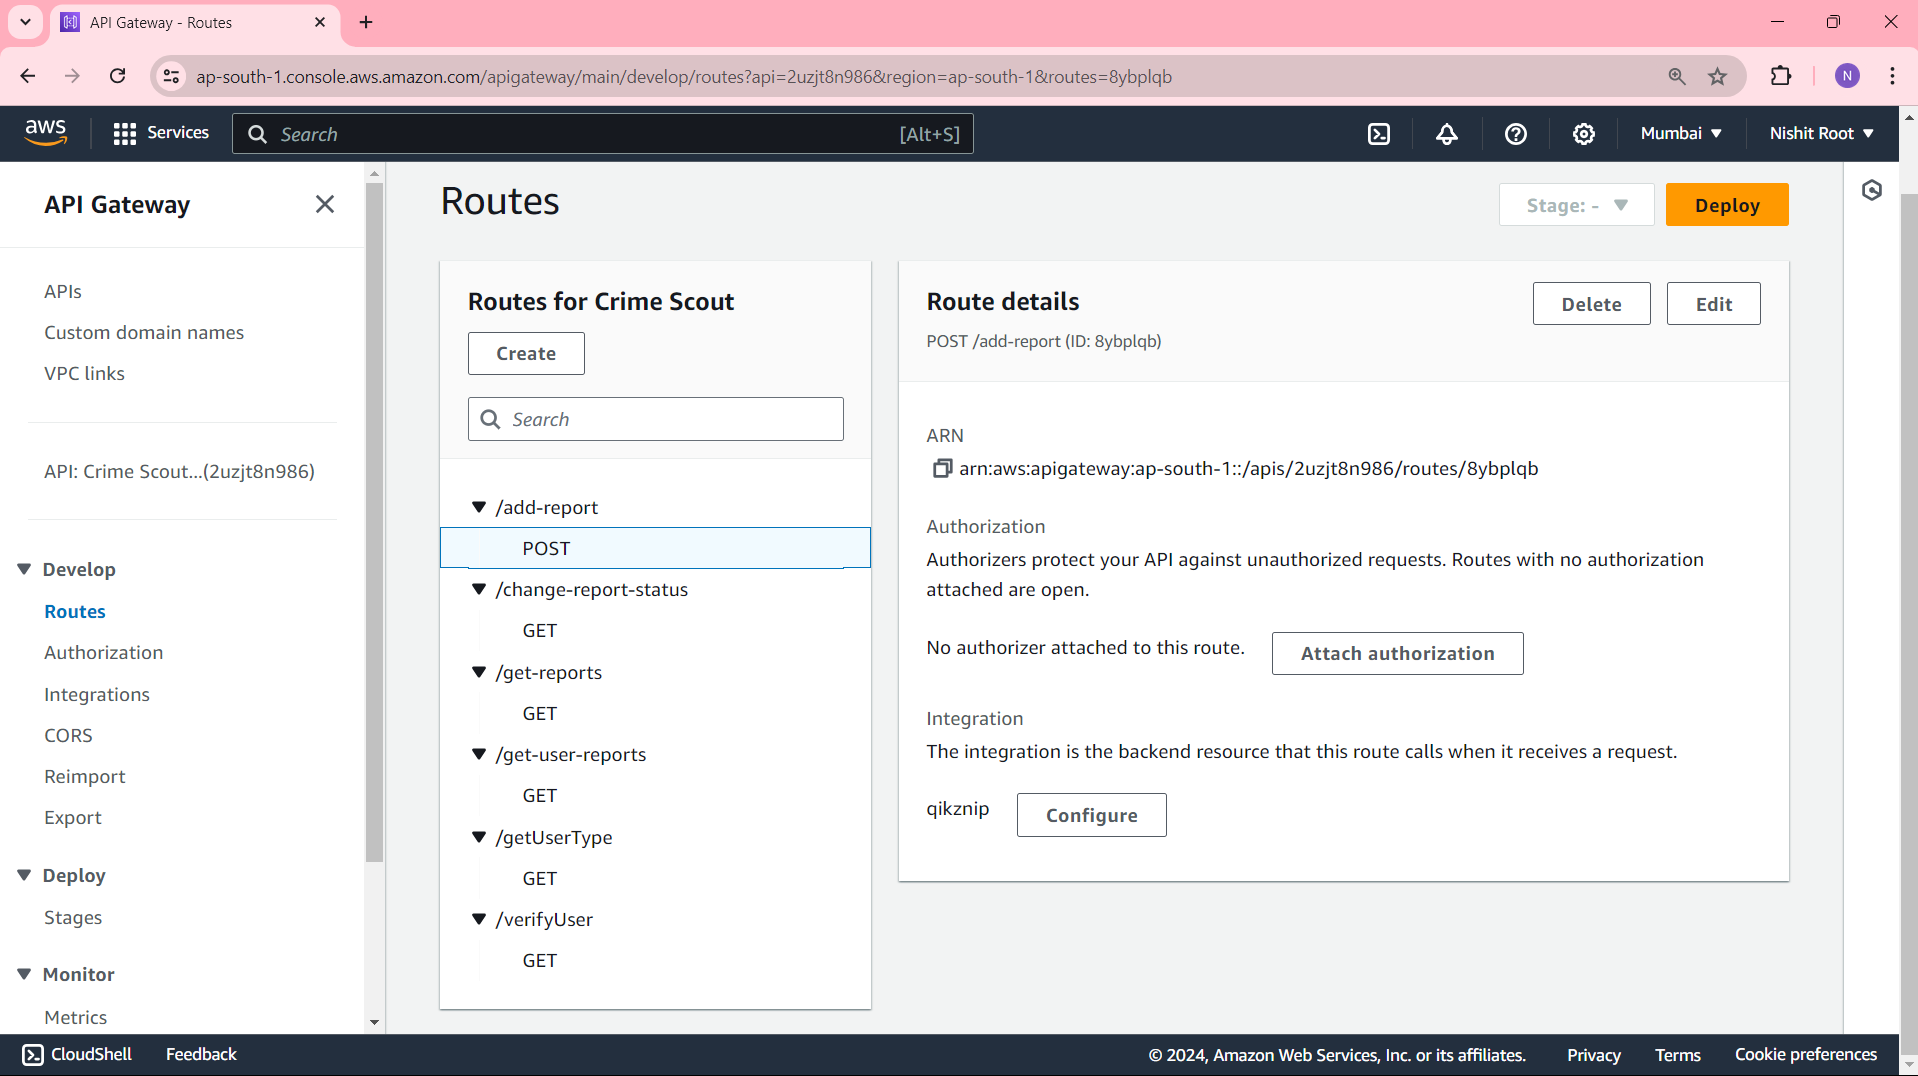 API Gateway - Routes
ap-south-1.console.aws.amazon.com/apigateway/main/develop/routes?api=2uzjt8n986&region=ap-south-1&routes=8ybplqb
N
aws
Services
Search
[Alt+S]
Mumbai
Nishit Root
API Gateway
APIs
Custom domain names
VPC links
API: Crime Scout...(2uzjt8n986)
Develop
Routes
Authorization
Integrations
CORS
Reimport
Export
Deploy
Stages
Monitor
Metrics
Routes
Stage: -
Deploy
Routes for Crime Scout
Create
Search
/add-report
POST
/change-report-status
GET
/get-reports
GET
/get-user-reports
GET
/getUserType
GET
/verifyUser
GET
Route details
Delete
Edit
POST /add-report (ID: 8ybplqb)
ARN
arn:aws:apigateway:ap-south-1::/apis/2uzjt8n986/routes/8ybplqb
Authorization
Authorizers protect your API against unauthorized requests. Routes with no authorization
attached are open.
No authorizer attached to this route.
Attach authorization
Integration
The integration is the backend resource that this route calls when it receives a request.
qikznip
Configure
CloudShell
Feedback
© 2024, Amazon Web Services, Inc. or its affiliates.
Privacy
Terms
Cookie preferences